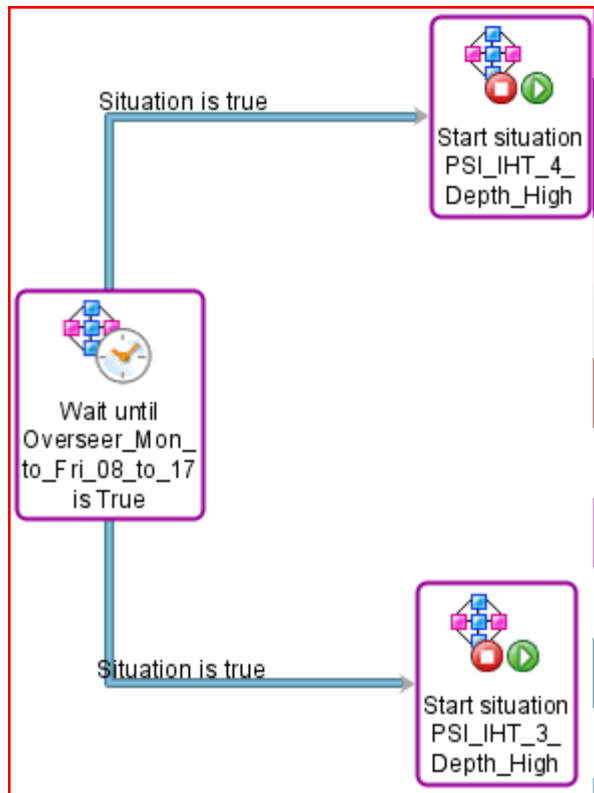 Situation is true
Start situation
PSI_IHT_4_
Depth_High
Wait until
Overseer_Mon_
to_Fri_08_to_17
is True
Situation is true
Start situation
PSI_IHT_3_
Depth_High